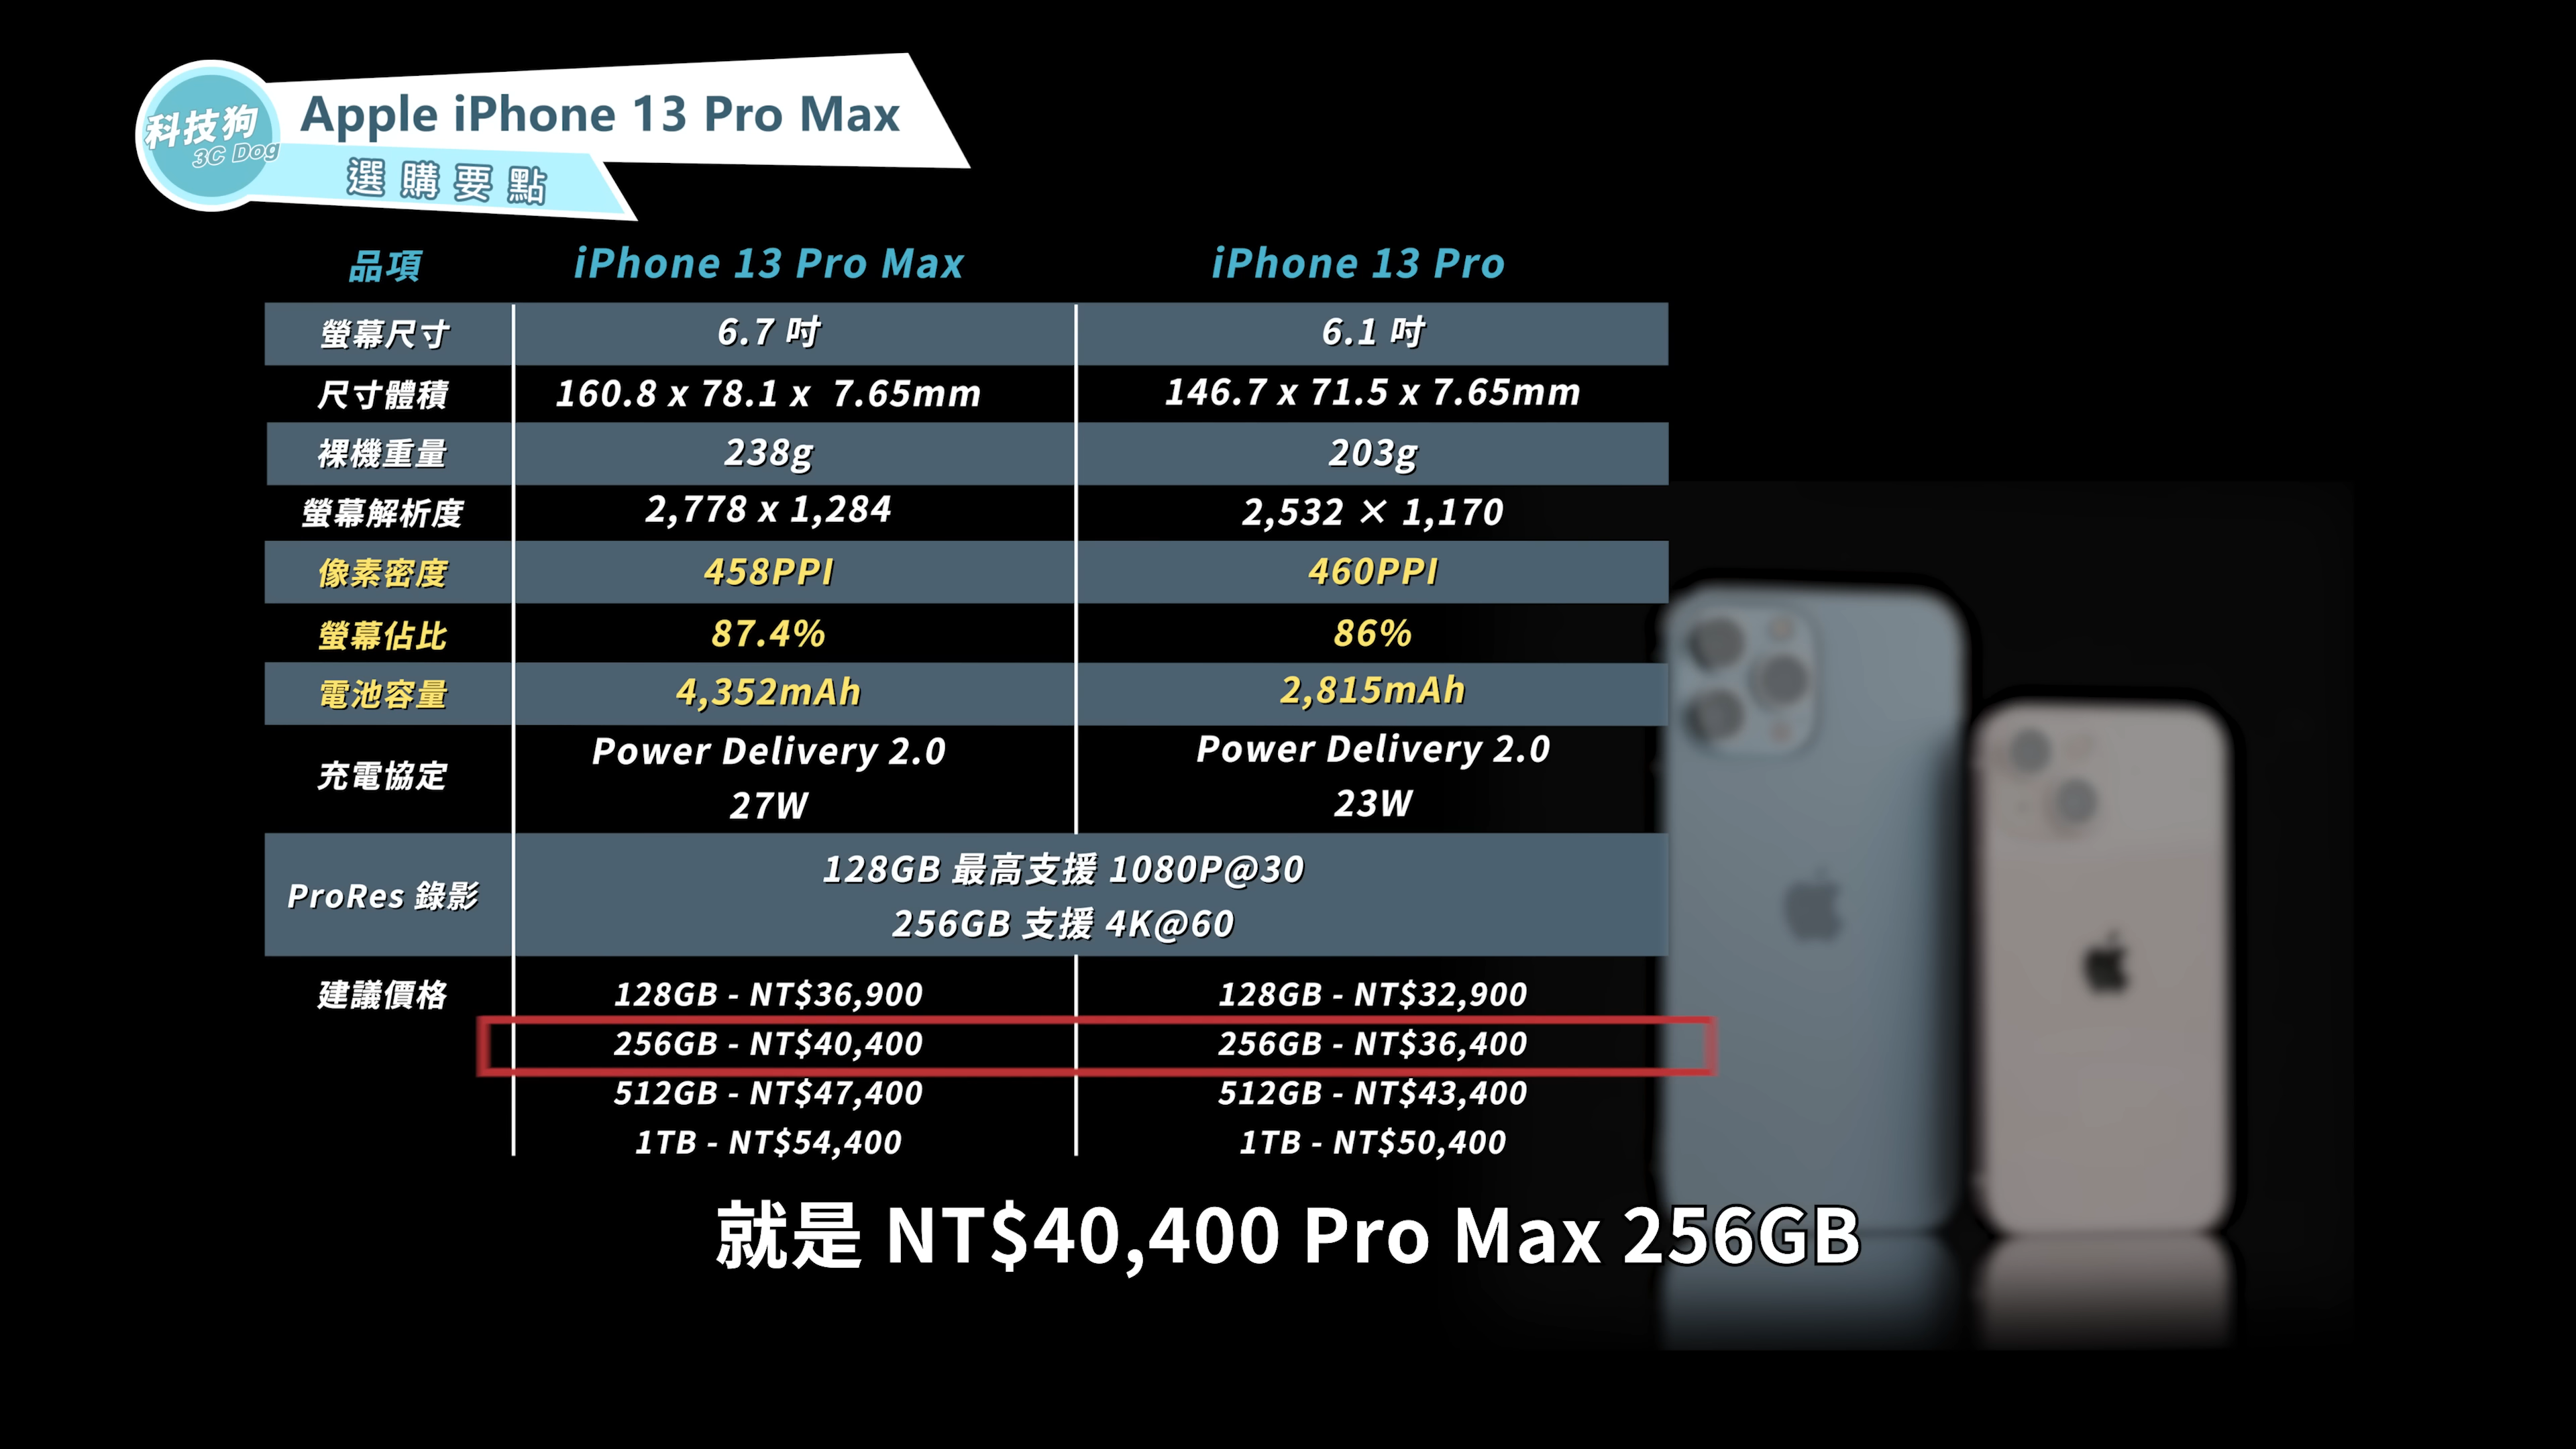 科技狗
3C Dog
Apple iPhone 13 Pro Max
選購要點
品項 iPhone 13 Pro Max iPhone 13 Pro
螢幕尺寸 6.7 吋 6.1 吋
尺寸體積 160.8 x 78.1 x 7.65mm 146.7 x 71.5 x 7.65mm
裸機重量 238g 203g
螢幕解析度 2,778 x 1,284 2,532 × 1,170
像素密度 458PPI 460PPI
螢幕佔比 87.4% 86%
電池容量 4,352mAh 2,815mAh
充電協定 Power Delivery 2.0 Power Delivery 2.0
27W 23W
ProRes 錄影 128GB 最高支援 1080P@30
256GB 支援 4K@60
建議價格 128GB - NT$36,900 128GB - NT$32,900
256GB - NT$40,400 256GB - NT$36,400
512GB - NT$47,400 512GB - NT$43,400
1TB - NT$54,400 1TB - NT$50,400
就是 NT$40,400 Pro Max 256GB